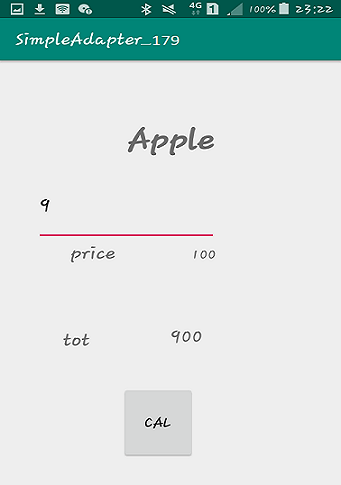 4G 1 100% 23:22
SimpleAdapter_179
Apple
9
price 100
tot 900
CAL